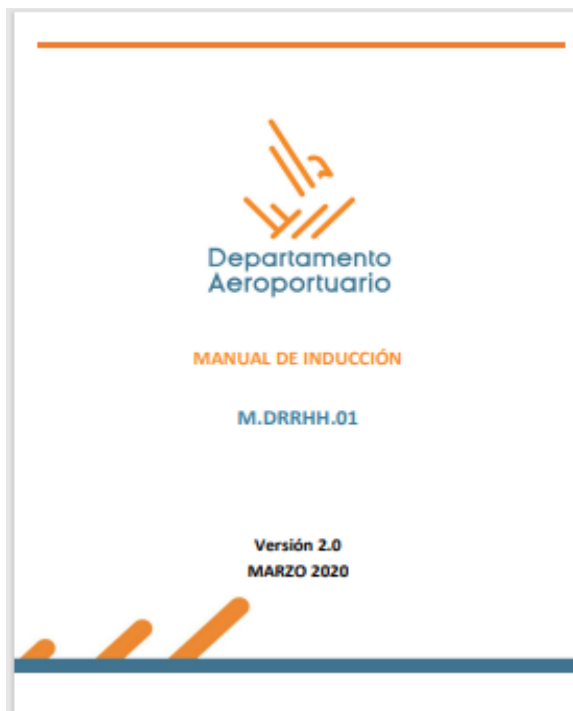 Departamento
Aeroportuario
MANUAL DE INDUCCIÓN
M.DRRHH.01
Versión 2.0
MARZO 2020